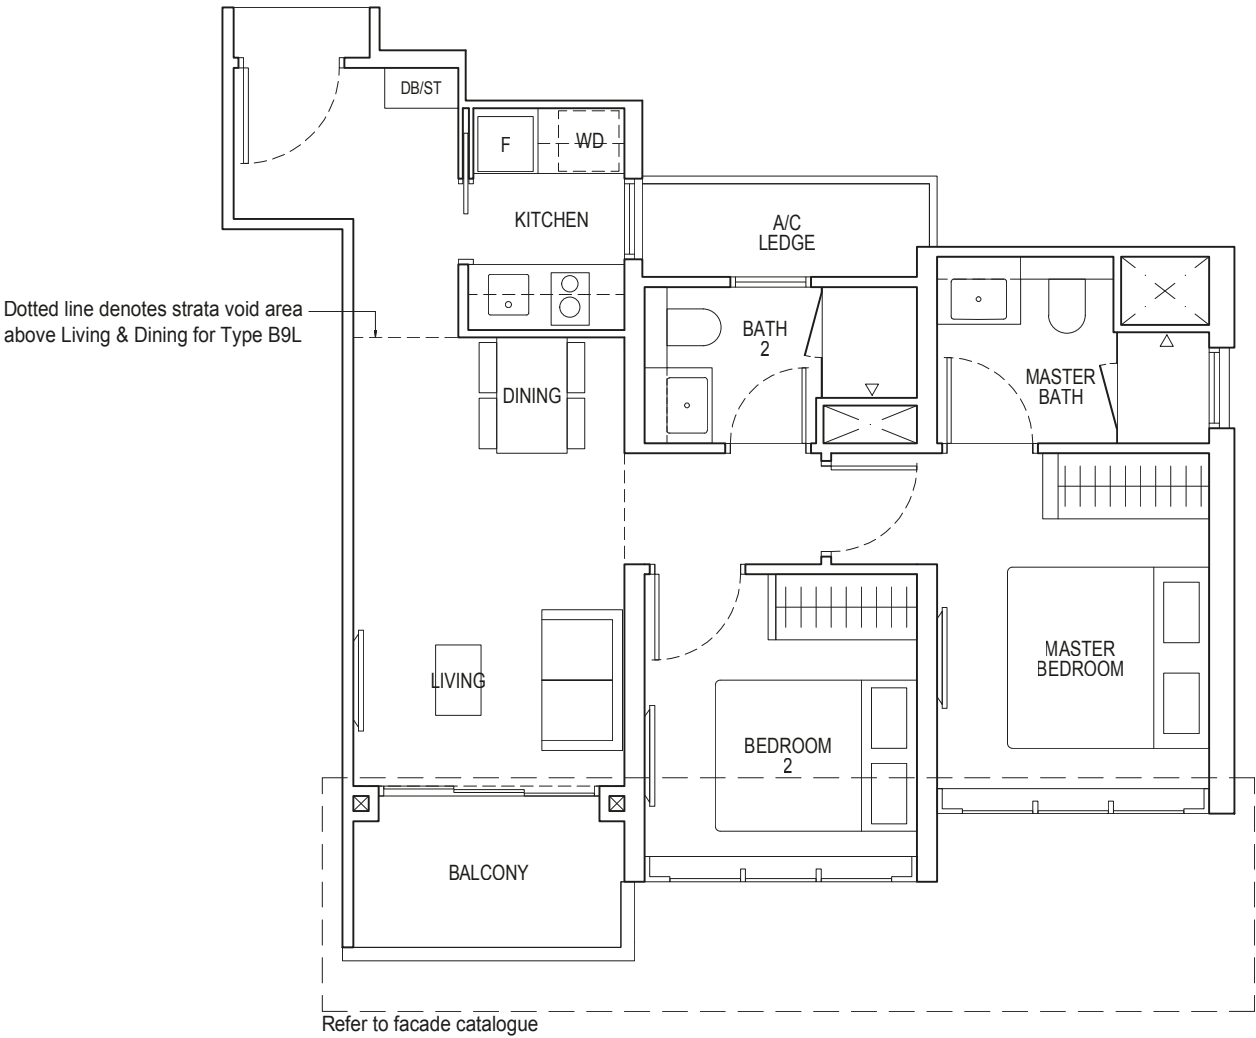 DB/ST
F
WD
KITCHEN
A/C
LEDGE
Dotted line denotes strata void area
above Living & Dining for Type B9L
BATH
2
MASTER
BATH
DINING
MASTER
BEDROOM
LIVING
BEDROOM
2
BALCONY
Refer to facade catalogue